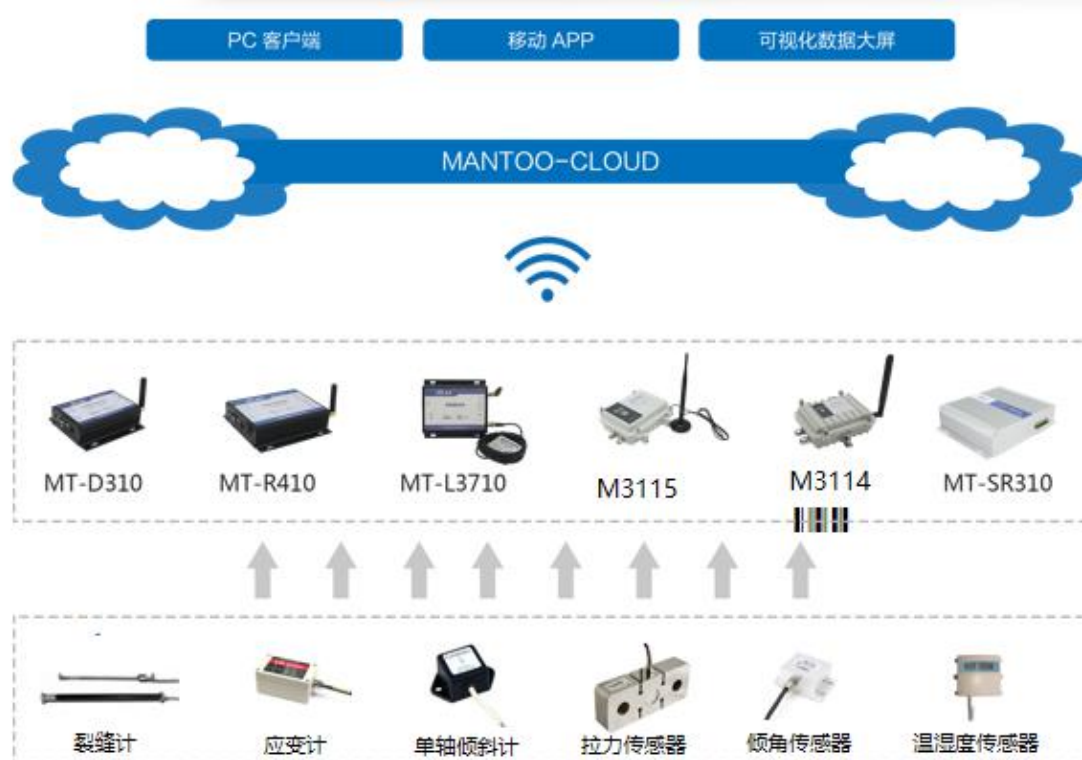 PC 客户端
移动 APP
可视化数据大屏
MANTOO-CLOUD
MT-D310
MT-R410
MT-L3710
M3115
M3114
MT-SR310
裂缝计
应变计
单轴倾斜计
拉力传感器
倾角传感器
温湿度传感器